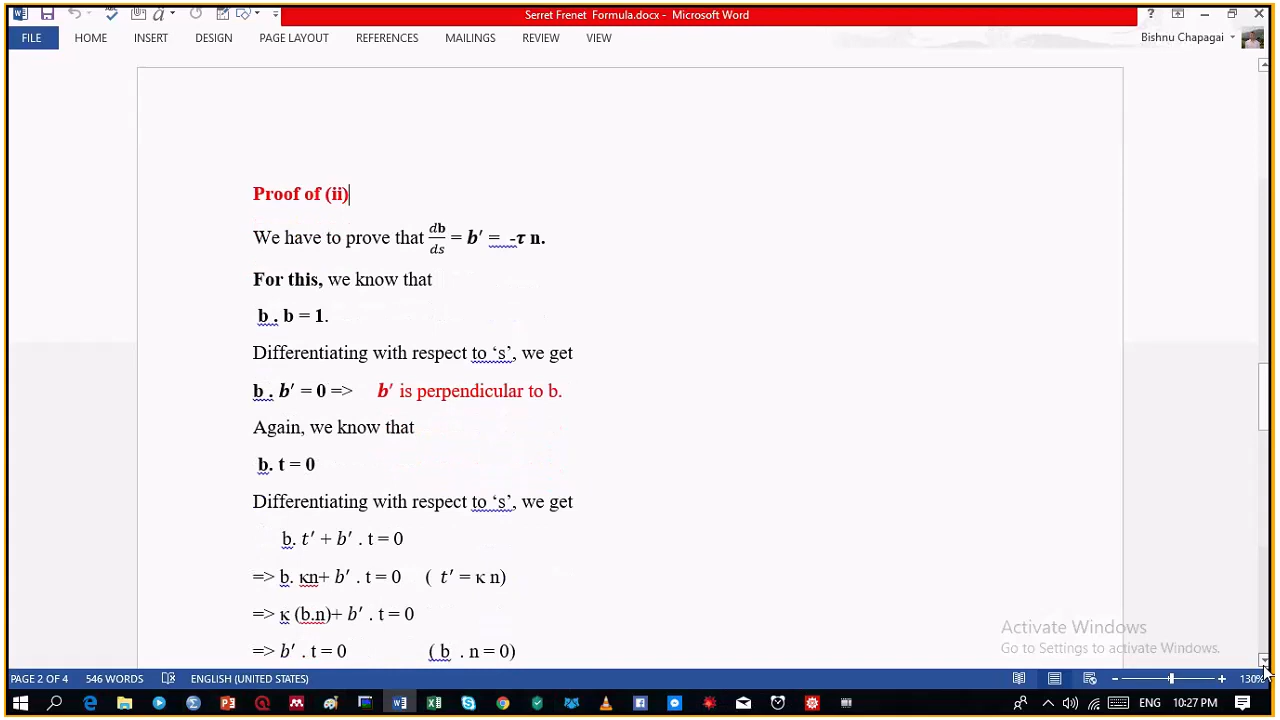 Serret Frenet Formula.docx - Microsoft Word
FILE HOME INSERT DESIGN PAGE LAYOUT REFERENCES MAILINGS REVIEW VIEW Bishnu Chapagai
Proof of (ii)
We have to prove that d𝐛/ds = 𝒃′ = -𝝉 n.
For this, we know that
b . b = 1.
Differentiating with respect to ‘s’, we get
b . 𝒃′ = 0 => 𝒃′ is perpendicular to b.
Again, we know that
b. t = 0
Differentiating with respect to ‘s’, we get
b. 𝑡′ + 𝑏′ . t = 0
=> b. κn+ 𝑏′ . t = 0 ( 𝑡′ = κ n)
=> κ (b.n)+ 𝑏′ . t = 0
=> 𝑏′ . t = 0 ( b . n = 0)
Activate Windows
Go to Settings to activate Windows.
PAGE 2 OF 4 546 WORDS ENGLISH (UNITED STATES) 130%
ENG 10:27 PM